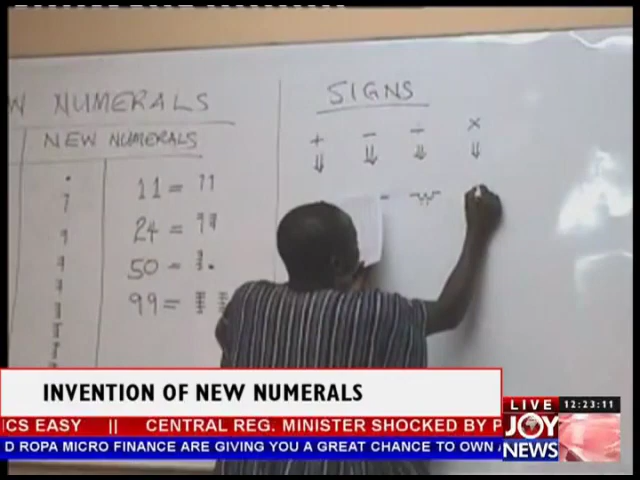 W NUMERALS
SIGNS
NEW NUMERALS
+ − ÷ ×
⇓ ⇓ ⇓ ⇓
11 =
24 =
50 =
99 =
INVENTION OF NEW NUMERALS
LIVE 12:23:11
JOY
NEWS
ICS EASY || CENTRAL REG. MINISTER SHOCKED BY P
D ROPA MICRO FINANCE ARE GIVING YOU A GREAT CHANCE TO OWN A